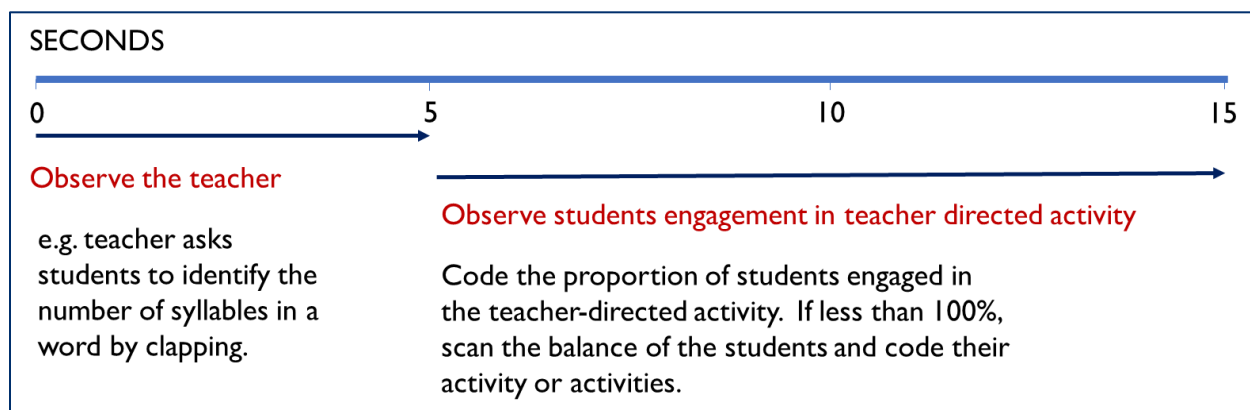 SECONDS
0 5 10 15
Observe the teacher
e.g. teacher asks
students to identify the
number of syllables in a
word by clapping.
Observe students engagement in teacher directed activity
Code the proportion of students engaged in
the teacher-directed activity. If less than 100%,
scan the balance of the students and code their
activity or activities.